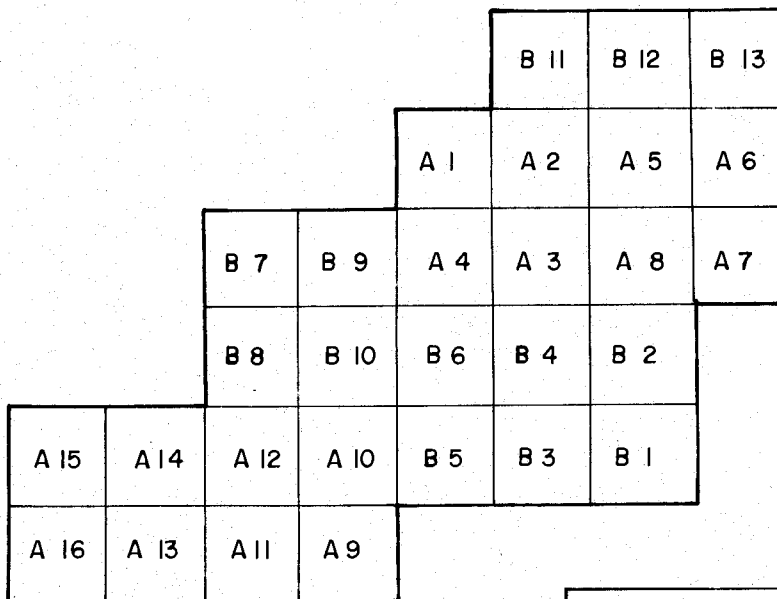 B 11 B 12 B 13
A 1 A 2 A 5 A 6
B 7 B 9 A 4 A 3 A 8 A 7
B 8 B 10 B 6 B 4 B 2
A 15 A 14 A 12 A 10 B 5 B 3 B 1
A 16 A 13 A 11 A 9